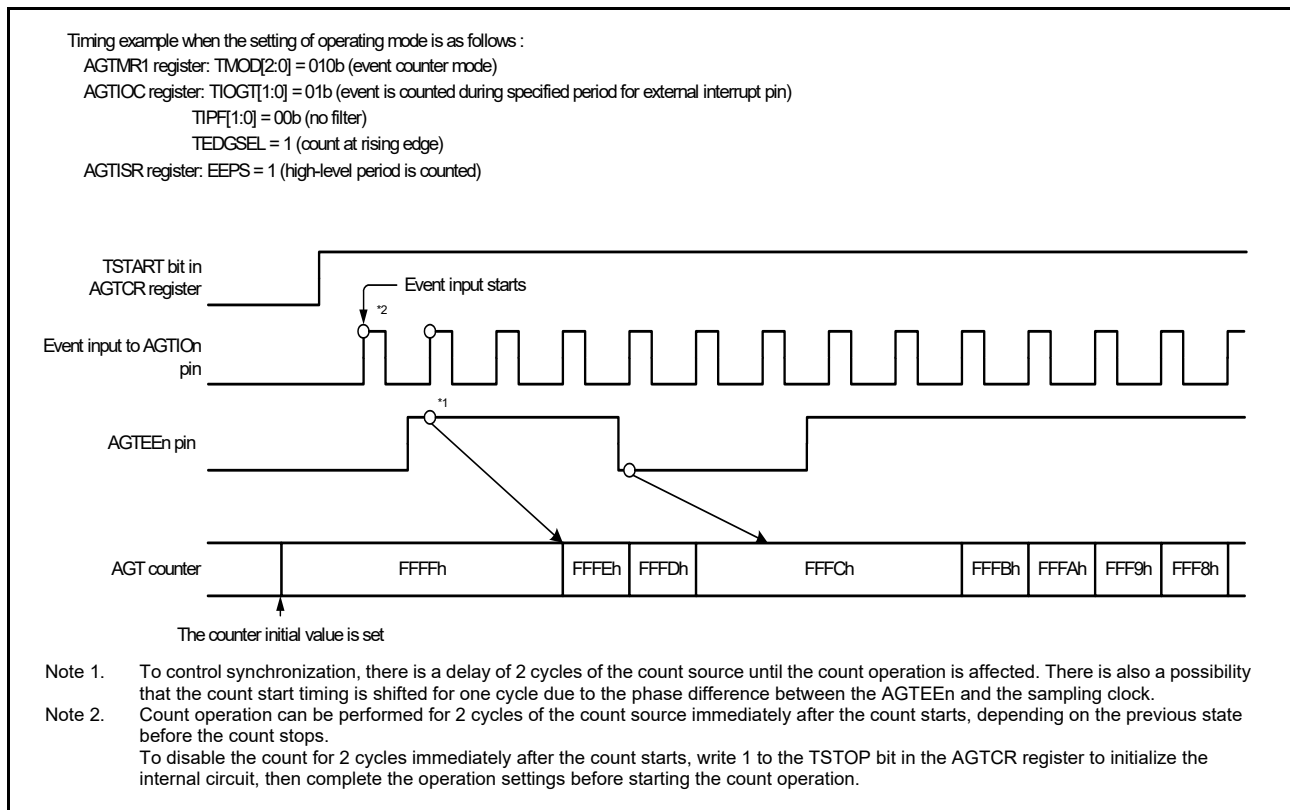 Timing example when the setting of operating mode is as follows :
AGTMR1 register: TMOD[2:0] = 010b (event counter mode)
AGTIOC register: TIOGT[1:0] = 01b (event is counted during specified period for external interrupt pin)
TIPF[1:0] = 00b (no filter)
TEDGSEL = 1 (count at rising edge)
AGTISR register: EEPS = 1 (high-level period is counted)
TSTART bit in
AGTCR register
Event input starts
*2
Event input to AGTIOn
pin
*1
AGTEEn pin
AGT counter
FFFFh
FFFEh
FFFDh
FFFCh
FFFBh
FFFAh
FFF9h
FFF8h
The counter initial value is set
Note 1. To control synchronization, there is a delay of 2 cycles of the count source until the count operation is affected. There is also a possibility
that the count start timing is shifted for one cycle due to the phase difference between the AGTEEn and the sampling clock.
Note 2. Count operation can be performed for 2 cycles of the count source immediately after the count starts, depending on the previous state
before the count stops.
To disable the count for 2 cycles immediately after the count starts, write 1 to the TSTOP bit in the AGTCR register to initialize the
internal circuit, then complete the operation settings before starting the count operation.